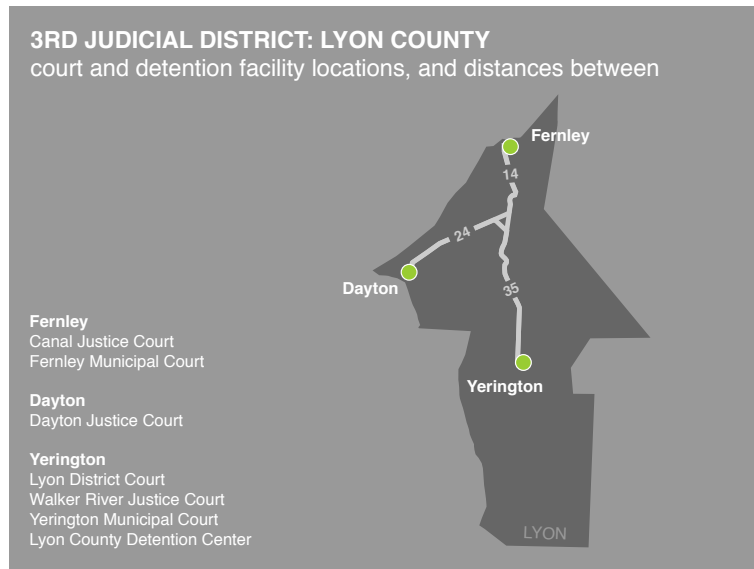 3RD JUDICIAL DISTRICT: LYON COUNTY
court and detention facility locations, and distances between
Fernley
14
24
Dayton
35
Yerington
Fernley
Canal Justice Court
Fernley Municipal Court
Dayton
Dayton Justice Court
Yerington
Lyon District Court
Walker River Justice Court
Yerington Municipal Court
Lyon County Detention Center
LYON